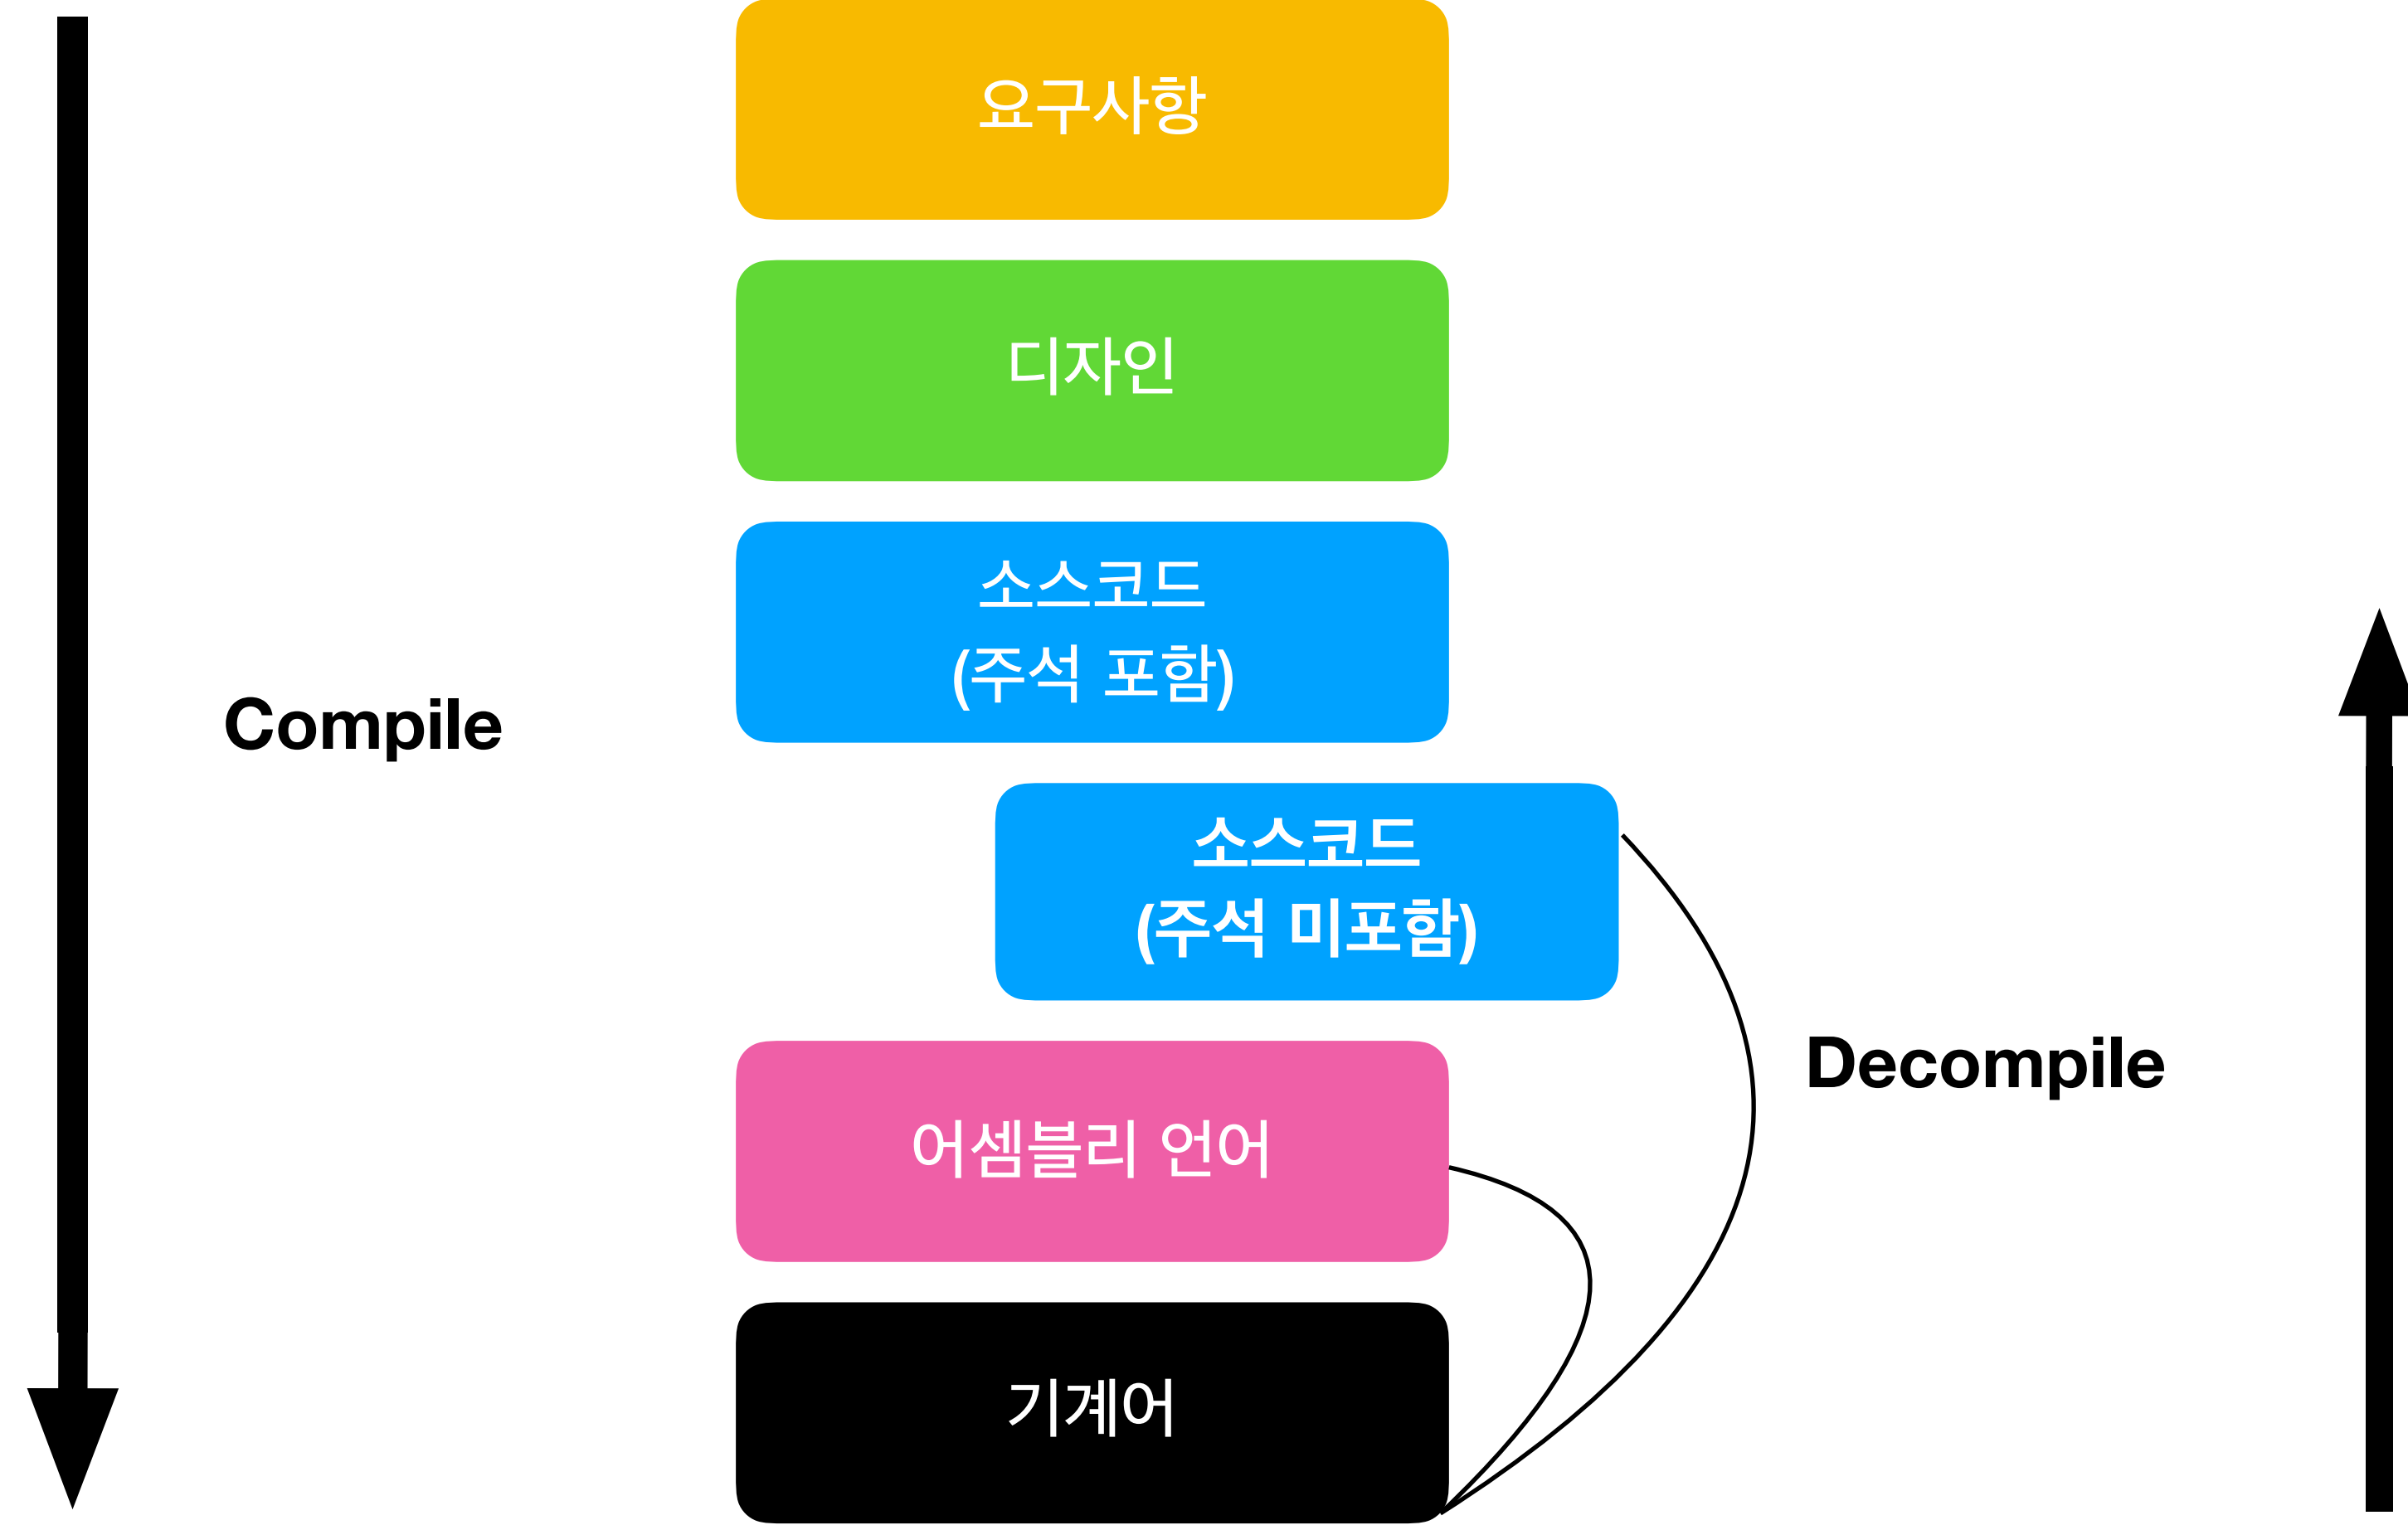 요구사항
디자인
소스코드
(주석 포함)
Compile
소스코드
(주석 미포함)
Decompile
어셈블리 언어
기계어